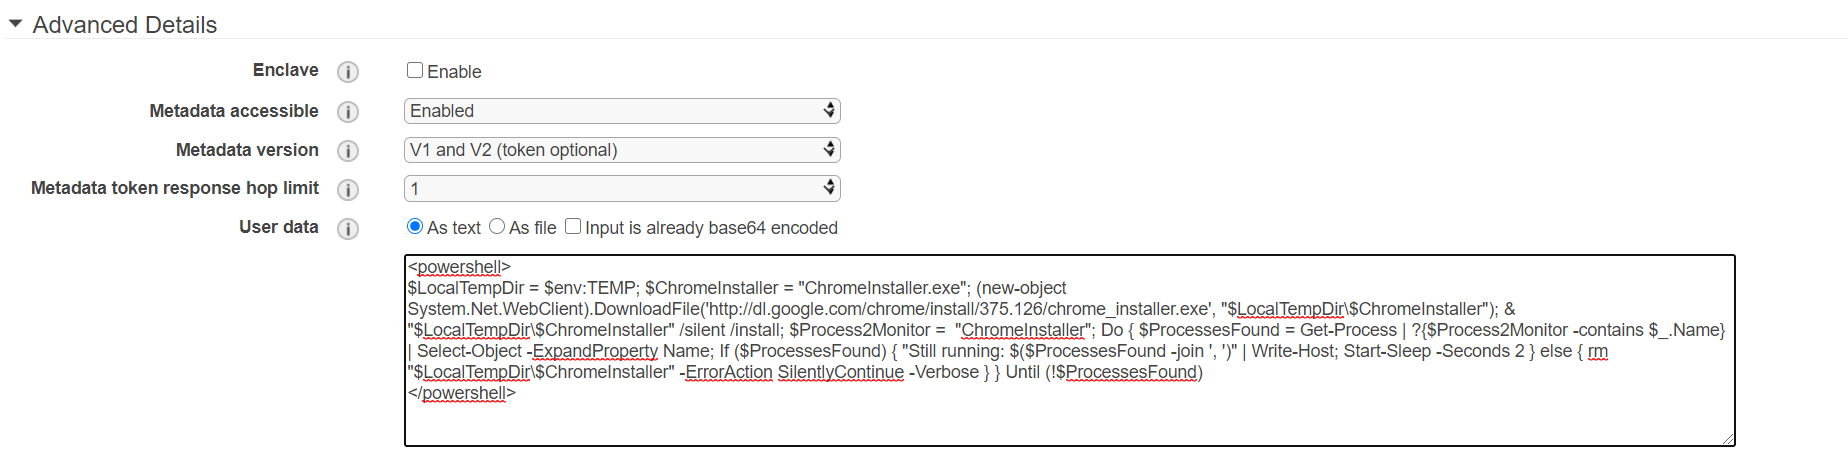 Advanced Details
Enclave i Enable
Metadata accessible i Enabled
Metadata version i V1 and V2 (token optional)
Metadata token response hop limit i 1
User data i As text As file Input is already base64 encoded
<powershell>
$LocalTempDir = $env:TEMP; $ChromeInstaller = "ChromeInstaller.exe"; (new-object
System.Net.WebClient).DownloadFile('http://dl.google.com/chrome/install/375.126/chrome_installer.exe', "$LocalTempDir\$ChromeInstaller"); &
"$LocalTempDir\$ChromeInstaller" /silent /install; $Process2Monitor =  "ChromeInstaller"; Do { $ProcessesFound = Get-Process | ?{$Process2Monitor -contains $_.Name}
| Select-Object -ExpandProperty Name; If ($ProcessesFound) { "Still running: $($ProcessesFound -join ', ')" | Write-Host; Start-Sleep -Seconds 2 } else { rm
"$LocalTempDir\$ChromeInstaller" -ErrorAction SilentlyContinue -Verbose } } Until (!$ProcessesFound)
</powershell>